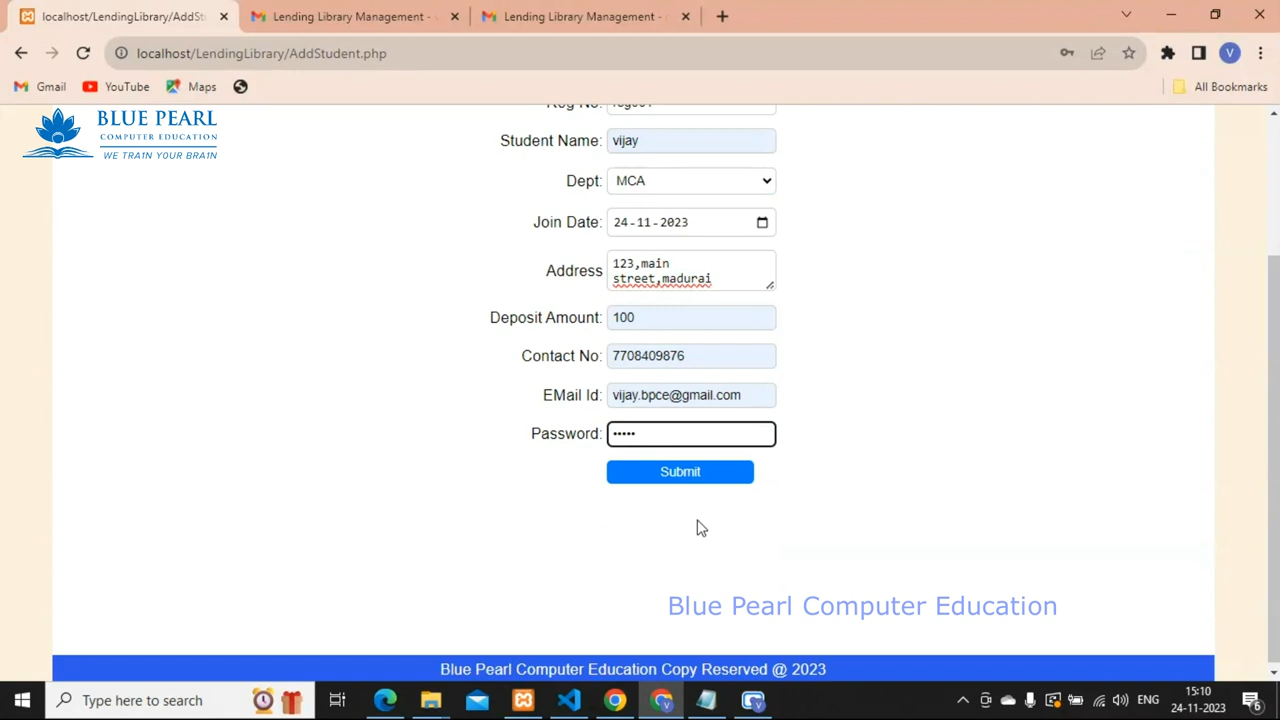 localhost/LendingLibrary/AddSt
Lending Library Management -
Lending Library Management -
localhost/LendingLibrary/AddStudent.php
V
Gmail
YouTube
Maps
All Bookmarks
BLUE PEARL
COMPUTER EDUCATION
WE TRAIN YOUR BRAIN
Reg No:
Student Name: vijay
Dept: MCA
Join Date: 24-11-2023
Address 123,main
street,madurai
Deposit Amount: 100
Contact No: 7708409876
EMail Id: vijay.bpce@gmail.com
Password: •••••
Submit
Blue Pearl Computer Education
Blue Pearl Computer Education Copy Reserved @ 2023
Type here to search
ENG
15:10
24-11-2023
6